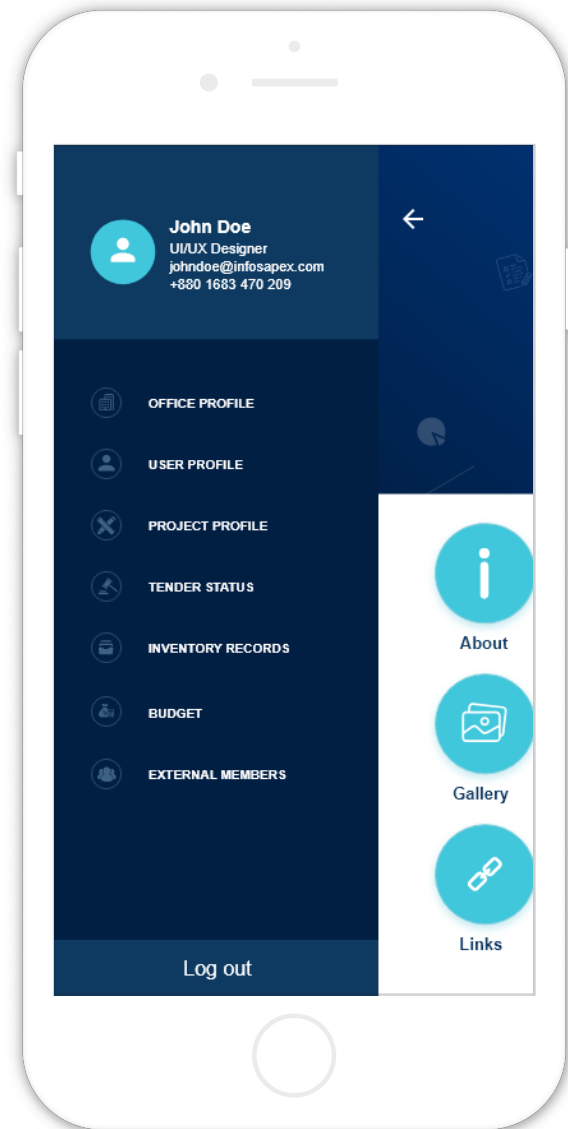 John Doe
UI/UX Designer
johndoe@infosapex.com
+880 1683 470 209
OFFICE PROFILE
USER PROFILE
PROJECT PROFILE
TENDER STATUS
INVENTORY RECORDS
BUDGET
EXTERNAL MEMBERS
Log out
About
Gallery
Links